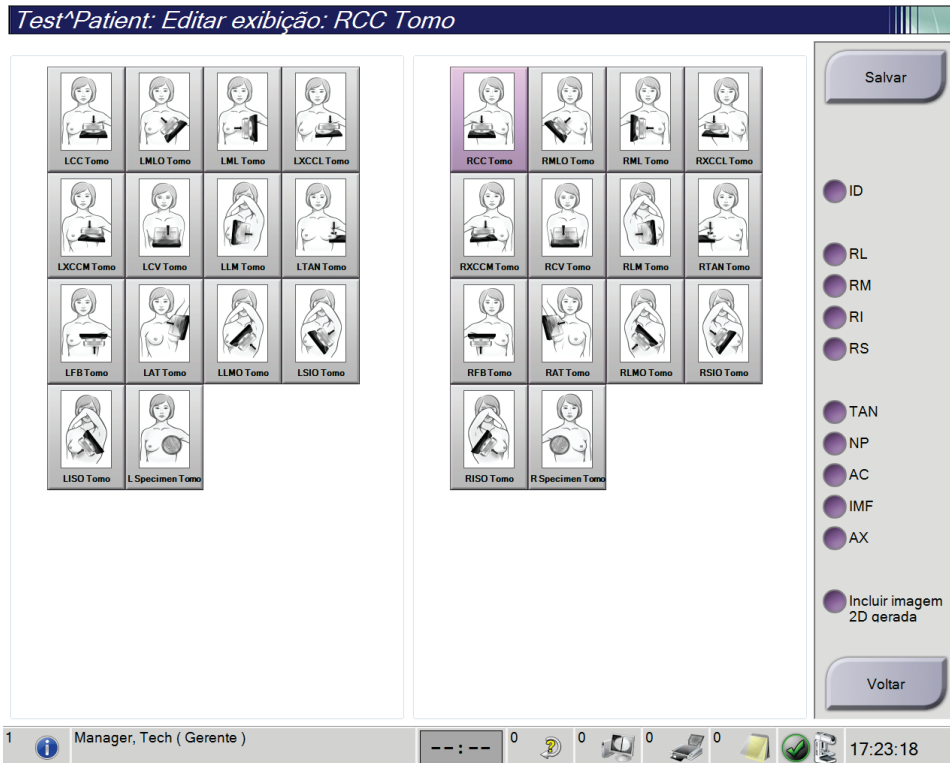 Test^Patient: Editar exibição: RCC Tomo
LCC Tomo LMLO Tomo LML Tomo LXCCL Tomo
LXCCM Tomo LCV Tomo LLM Tomo LTAN Tomo
LFB Tomo LAT Tomo LLMO Tomo LSIO Tomo
LISO Tomo L Specimen Tomo
RCC Tomo RMLO Tomo RML Tomo RXCCL Tomo
RXCCM Tomo RCV Tomo RLM Tomo RTAN Tomo
RFB Tomo RAT Tomo RLMO Tomo RSIO Tomo
RISO Tomo R Specimen Tomo
Salvar
ID
RL
RM
RI
RS
TAN
NP
AC
IMF
AX
Incluir imagem
2D gerada
Voltar
1 Manager, Tech ( Gerente ) --:-- 0 0 0 0 17:23:18